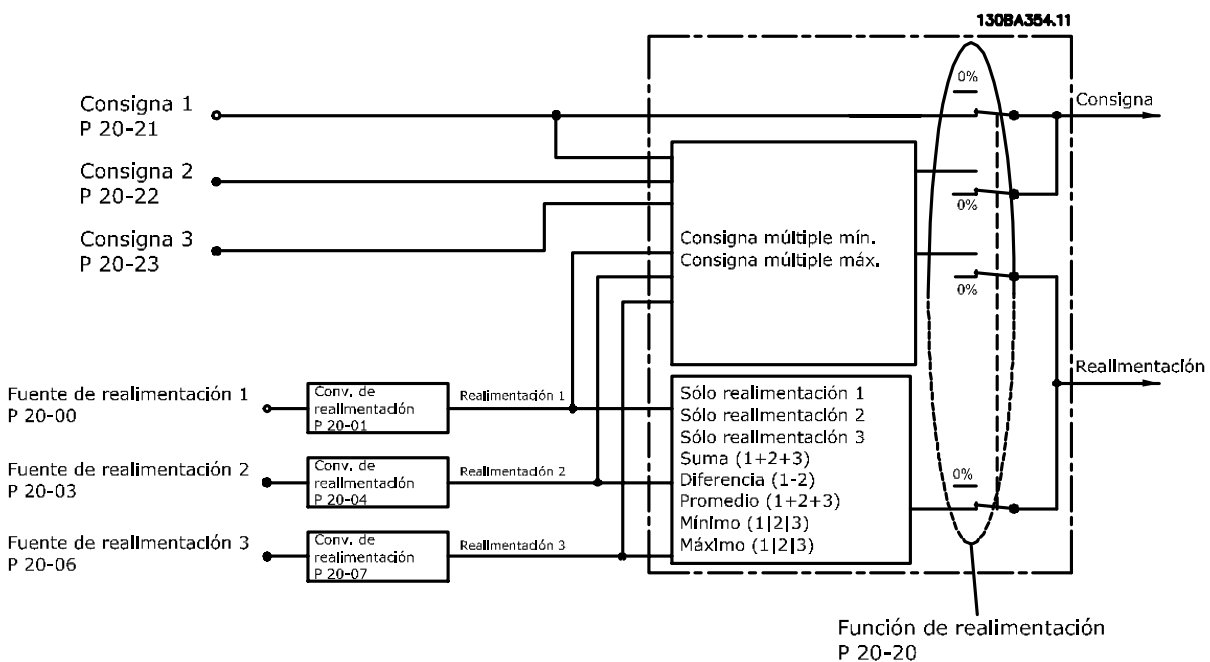 130BA354.11
0%
Consigna 1
P 20-21
Consigna
Consigna 2
P 20-22
0%
Consigna 3
P 20-23
Consigna múltiple mín.
Consigna múltiple máx.
0%
Realimentación
Fuente de realimentación 1
P 20-00
Conv. de
realimentación
P 20-01
Realimentación 1
Fuente de realimentación 2
P 20-03
Conv. de
realimentación
P 20-04
Realimentación 2
Fuente de realimentación 3
P 20-06
Conv. de
realimentación
P 20-07
Realimentación 3
Sólo realimentación 1
Sólo realimentación 2
Sólo realimentación 3
Suma (1+2+3)
Diferencia (1-2)
Promedio (1+2+3)
Mínimo (1|2|3)
Máximo (1|2|3)
0%
Función de realimentación
P 20-20